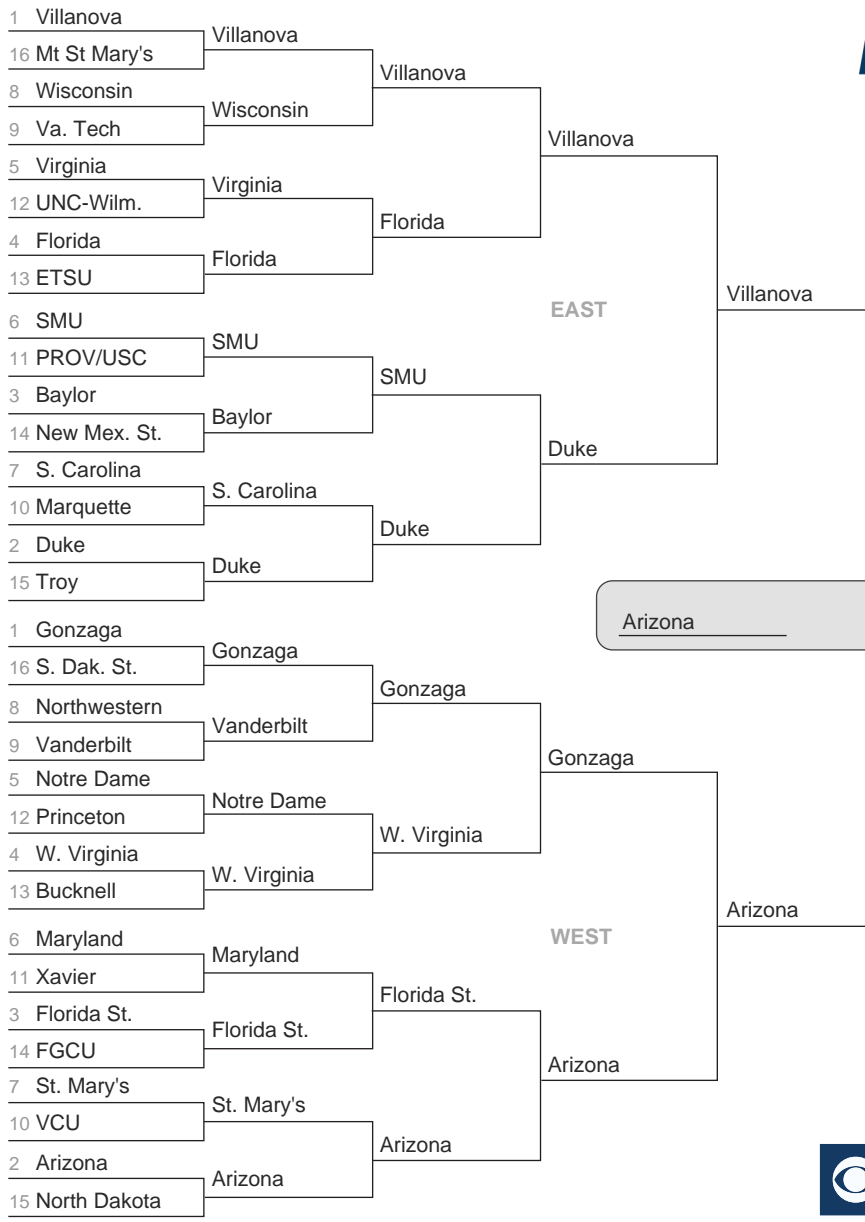 1 Villanova
16 Mt St Mary's
8 Wisconsin
9 Va. Tech
5 Virginia
12 UNC-Wilm.
4 Florida
13 ETSU
6 SMU
11 PROV/USC
3 Baylor
14 New Mex. St.
7 S. Carolina
10 Marquette
2 Duke
15 Troy
Villanova
Wisconsin
Virginia
Florida
SMU
Baylor
S. Carolina
Duke
Villanova
Florida
SMU
Duke
Villanova
Duke
EAST
Villanova
Arizona
1 Gonzaga
16 S. Dak. St.
8 Northwestern
9 Vanderbilt
5 Notre Dame
12 Princeton
4 W. Virginia
13 Bucknell
6 Maryland
11 Xavier
3 Florida St.
14 FGCU
7 St. Mary's
10 VCU
2 Arizona
15 North Dakota
Gonzaga
Vanderbilt
Notre Dame
W. Virginia
Maryland
Florida St.
St. Mary's
Arizona
Gonzaga
W. Virginia
Florida St.
Arizona
Gonzaga
Arizona
WEST
Arizona